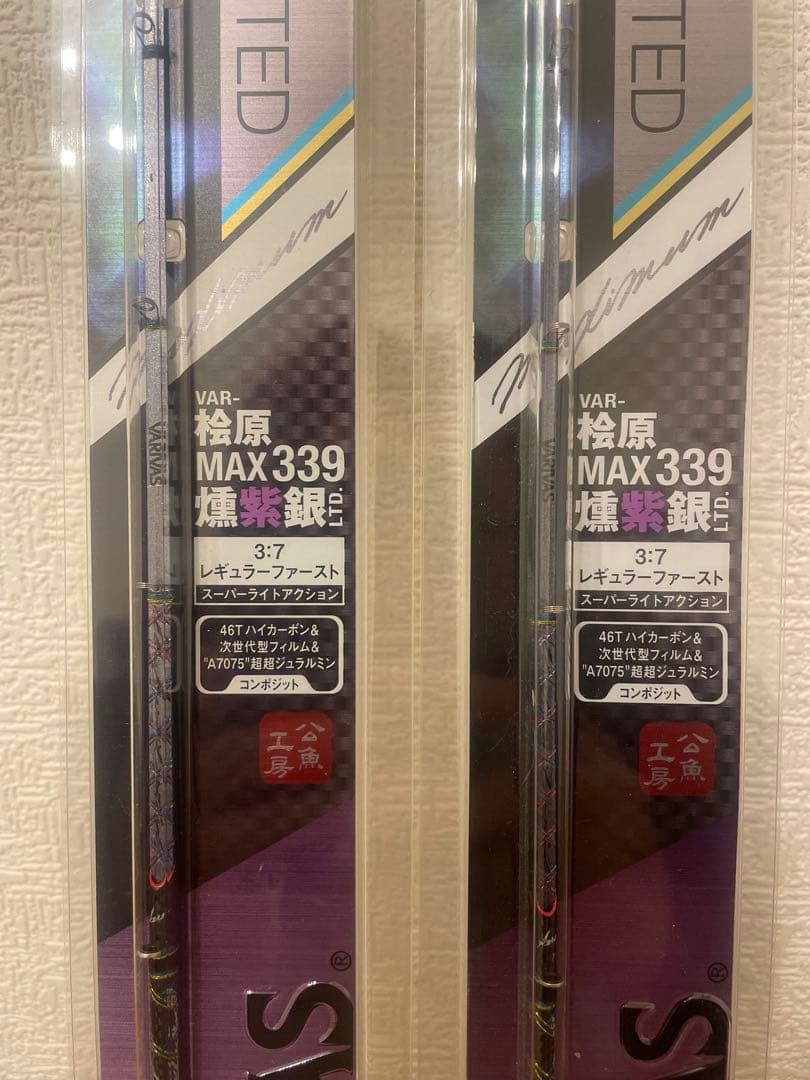 TED
Maximum
VAR-
桧原
MAX339
燻紫銀LTD.
3:7
レギュラーファースト
スーパーライトアクション
46Tハイカーボン&
次世代型フィルム&
"A7075"超超ジュラルミン
コンポジット
公魚
工房
VARIVAS
®
TED
Maximum
VAR-
桧原
MAX339
燻紫銀LTD.
3:7
レギュラーファースト
スーパーライトアクション
46Tハイカーボン&
次世代型フィルム&
"A7075"超超ジュラルミン
コンポジット
公魚
工房
VARIVAS
®